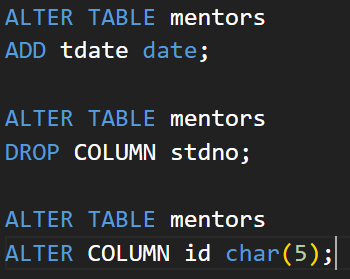 ALTER TABLE mentors
ADD tdate date;
ALTER TABLE mentors
DROP COLUMN stdno;
ALTER TABLE mentors
ALTER COLUMN id char(5);